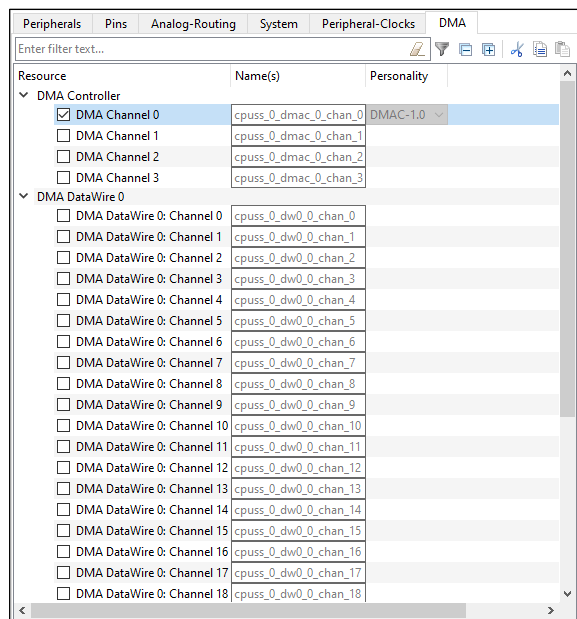 Peripherals Pins Analog-Routing System Peripheral-Clocks DMA
Enter filter text...
Resource Name(s) Personality
DMA Controller
DMA Channel 0 cpuss_0_dmac_0_chan_0 DMAC-1.0
DMA Channel 1 cpuss_0_dmac_0_chan_1
DMA Channel 2 cpuss_0_dmac_0_chan_2
DMA Channel 3 cpuss_0_dmac_0_chan_3
DMA DataWire 0
DMA DataWire 0: Channel 0 cpuss_0_dw0_0_chan_0
DMA DataWire 0: Channel 1 cpuss_0_dw0_0_chan_1
DMA DataWire 0: Channel 2 cpuss_0_dw0_0_chan_2
DMA DataWire 0: Channel 3 cpuss_0_dw0_0_chan_3
DMA DataWire 0: Channel 4 cpuss_0_dw0_0_chan_4
DMA DataWire 0: Channel 5 cpuss_0_dw0_0_chan_5
DMA DataWire 0: Channel 6 cpuss_0_dw0_0_chan_6
DMA DataWire 0: Channel 7 cpuss_0_dw0_0_chan_7
DMA DataWire 0: Channel 8 cpuss_0_dw0_0_chan_8
DMA DataWire 0: Channel 9 cpuss_0_dw0_0_chan_9
DMA DataWire 0: Channel 10 cpuss_0_dw0_0_chan_10
DMA DataWire 0: Channel 11 cpuss_0_dw0_0_chan_11
DMA DataWire 0: Channel 12 cpuss_0_dw0_0_chan_12
DMA DataWire 0: Channel 13 cpuss_0_dw0_0_chan_13
DMA DataWire 0: Channel 14 cpuss_0_dw0_0_chan_14
DMA DataWire 0: Channel 15 cpuss_0_dw0_0_chan_15
DMA DataWire 0: Channel 16 cpuss_0_dw0_0_chan_16
DMA DataWire 0: Channel 17 cpuss_0_dw0_0_chan_17
DMA DataWire 0: Channel 18 cpuss_0_dw0_0_chan_18